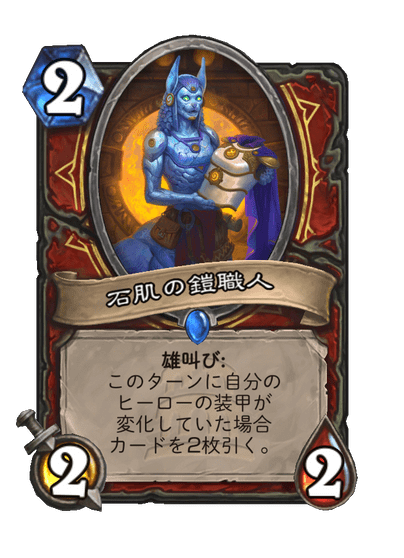 2
石肌の鎧職人
雄叫び:
このターンに自分の
ヒーローの装甲が
変化していた場合
カードを2枚引く。
2
2